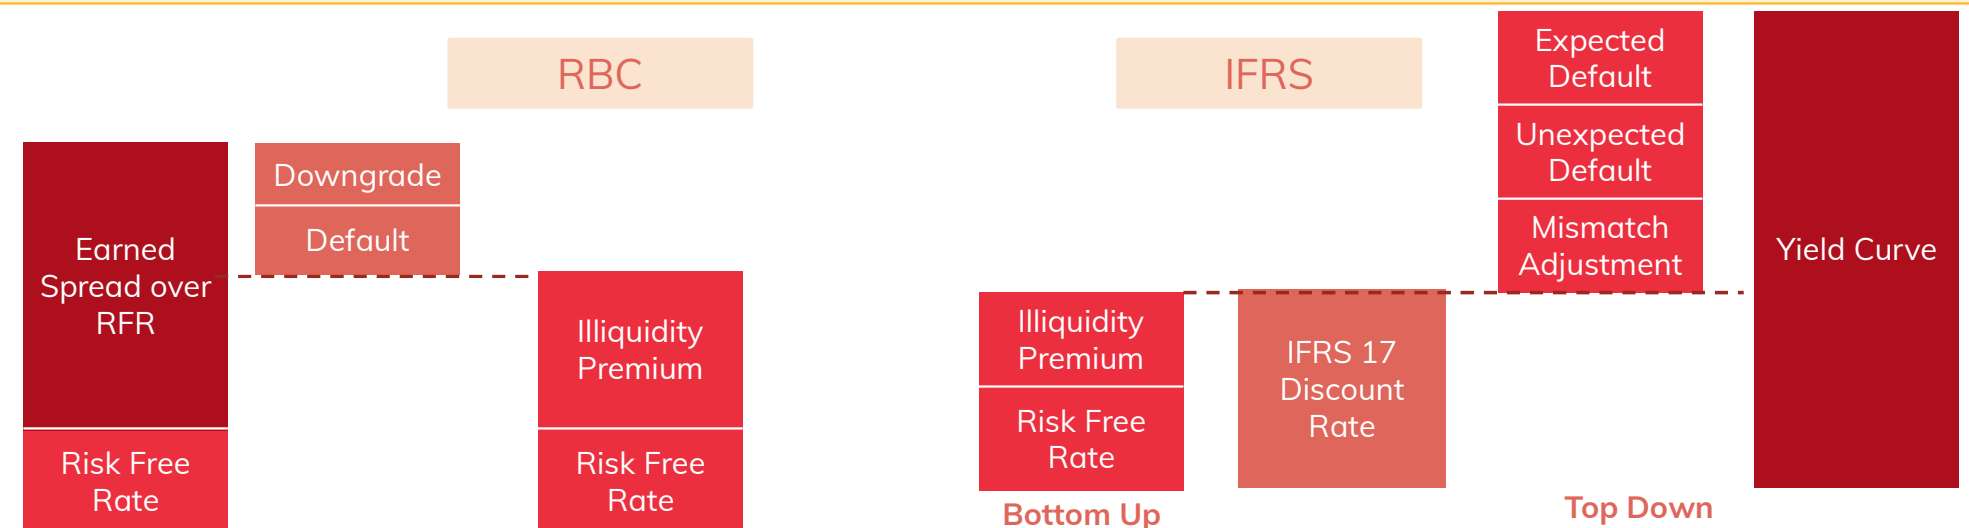 RBC
Earned
Spread over
RFR
Risk Free
Rate
Downgrade
Default
Illiquidity
Premium
Risk Free
Rate
IFRS
Illiquidity
Premium
Risk Free
Rate
Bottom Up
IFRS 17
Discount
Rate
Expected
Default
Unexpected
Default
Mismatch
Adjustment
Top Down
Yield Curve